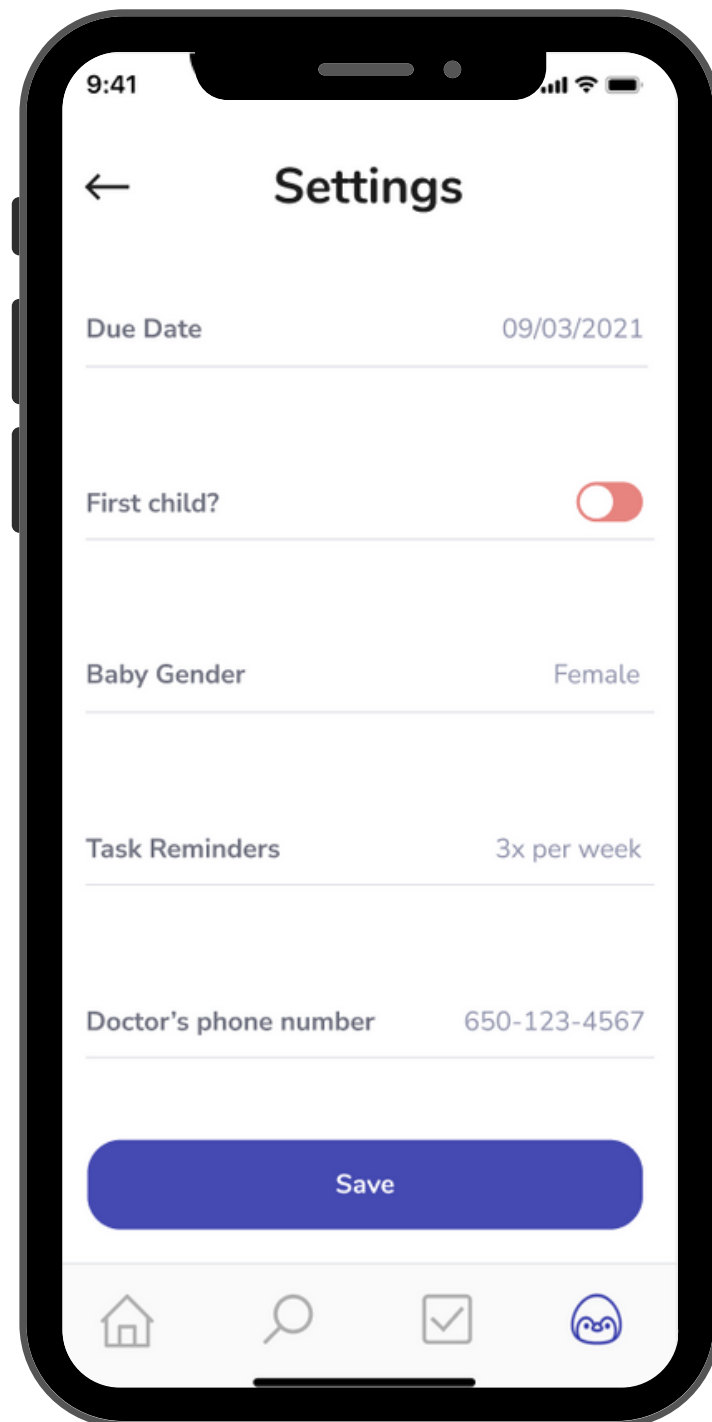 9:41
Settings
Due Date 09/03/2021
First child?
Baby Gender Female
Task Reminders 3x per week
Doctor’s phone number 650-123-4567
Save